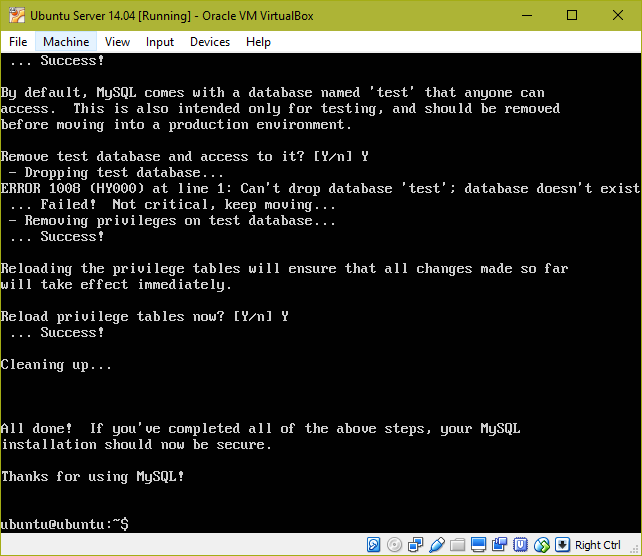 Ubuntu Server 14.04 [Running] - Oracle VM VirtualBox
File Machine View Input Devices Help
... Success!
By default, MySQL comes with a database named 'test' that anyone can
access.  This is also intended only for testing, and should be removed
before moving into a production environment.
Remove test database and access to it? [Y/n] Y
- Dropping test database...
ERROR 1008 (HY000) at line 1: Can't drop database 'test'; database doesn't exist
... Failed!  Not critical, keep moving...
- Removing privileges on test database...
... Success!
Reloading the privilege tables will ensure that all changes made so far
will take effect immediately.
Reload privilege tables now? [Y/n] Y
... Success!
Cleaning up...
All done!  If you've completed all of the above steps, your MySQL
installation should now be secure.
Thanks for using MySQL!
ubuntu@ubuntu:~$
Right Ctrl